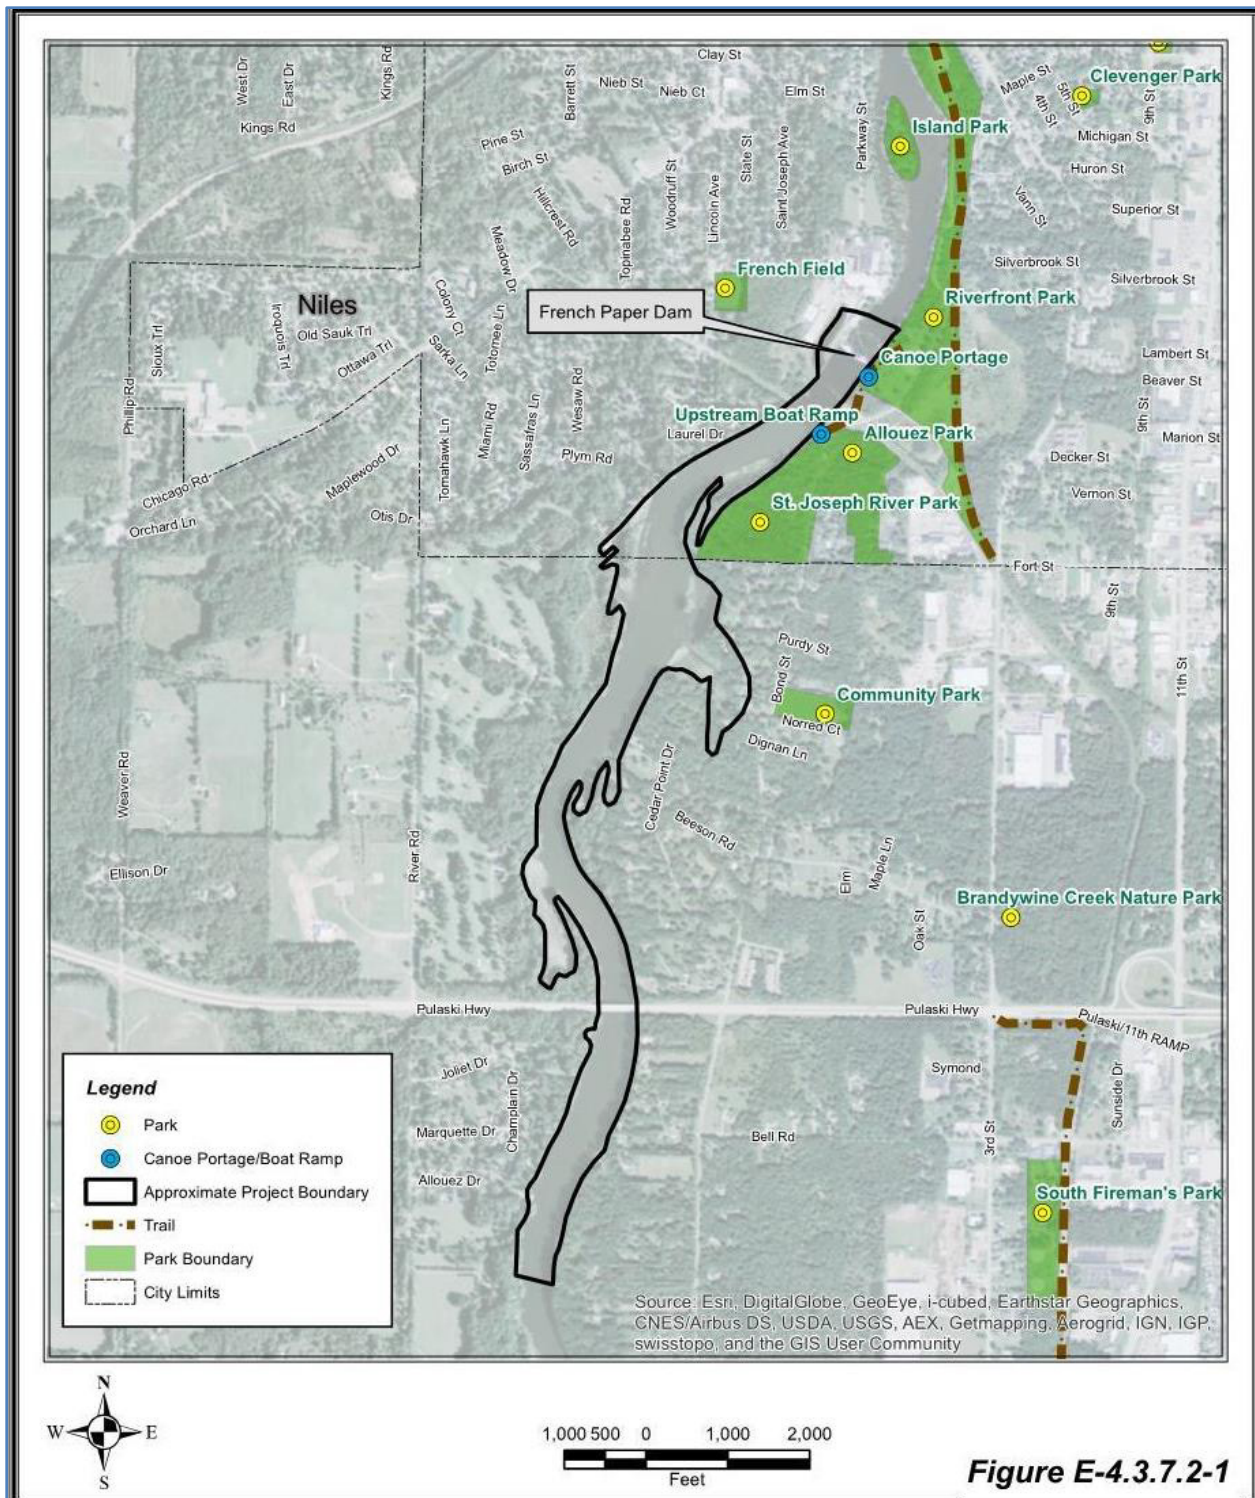 Clay St
West Dr
East Dr
Kings Rd
Kings Rd
Barrett St
Nieb St
Nieb Ct
Elm St
Maple St
5th St
4th St
Clevenger Park
9th St
Pine St
Birch St
Hillcrest Rd
Topinabee Rd
Woodruff St
Lincoln Ave
State St
Saint Joseph Ave
Parkway St
Island Park
Michigan St
Huron St
Vann St
Superior St
Meadow Dr
French Field
Silverbrook St
Silverbrook St
Niles
Colony Ct
Totomee Ln
French Paper Dam
Riverfront Park
Sioux Trl
Iroquois Trl
Old Sauk Trl
Ottawa Trl
Sarka Ln
Canoe Portage
Lambert St
Beaver St
Phillip Rd
Tomahawk Ln
Miami Rd
Sassafras Ln
Wesaw Rd
Plym Rd
Laurel Dr
Upstream Boat Ramp
Allouez Park
9th St
Marion St
Decker St
Vernon St
Chicago Rd
Maplewood Dr
Orchard Ln
Otis Dr
St. Joseph River Park
Fort St
9th St
11th St
Purdy St
Bond St
Community Park
Norred Ct
Dignan Ln
Weaver Rd
River Rd
Cedar Point Dr
Beeson Rd
Ellison Dr
Elm
Maple Ln
Oak St
Brandywine Creek Nature Park
Pulaski Hwy
Pulaski Hwy
Pulaski/11th RAMP
Joliet Dr
Champlain Dr
Marquette Dr
Allouez Dr
Symond
Sunside Dr
3rd St
Bell Rd
South Fireman's Park
Legend
Park
Canoe Portage/Boat Ramp
Approximate Project Boundary
Trail
Park Boundary
City Limits
Source: Esri, DigitalGlobe, GeoEye, i-cubed, Earthstar Geographics,
CNES/Airbus DS, USDA, USGS, AEX, Getmapping, Aerogrid, IGN, IGP,
swisstopo, and the GIS User Community
N
W E
S
1,000 500 0 1,000 2,000
Feet
Figure E-4.3.7.2-1